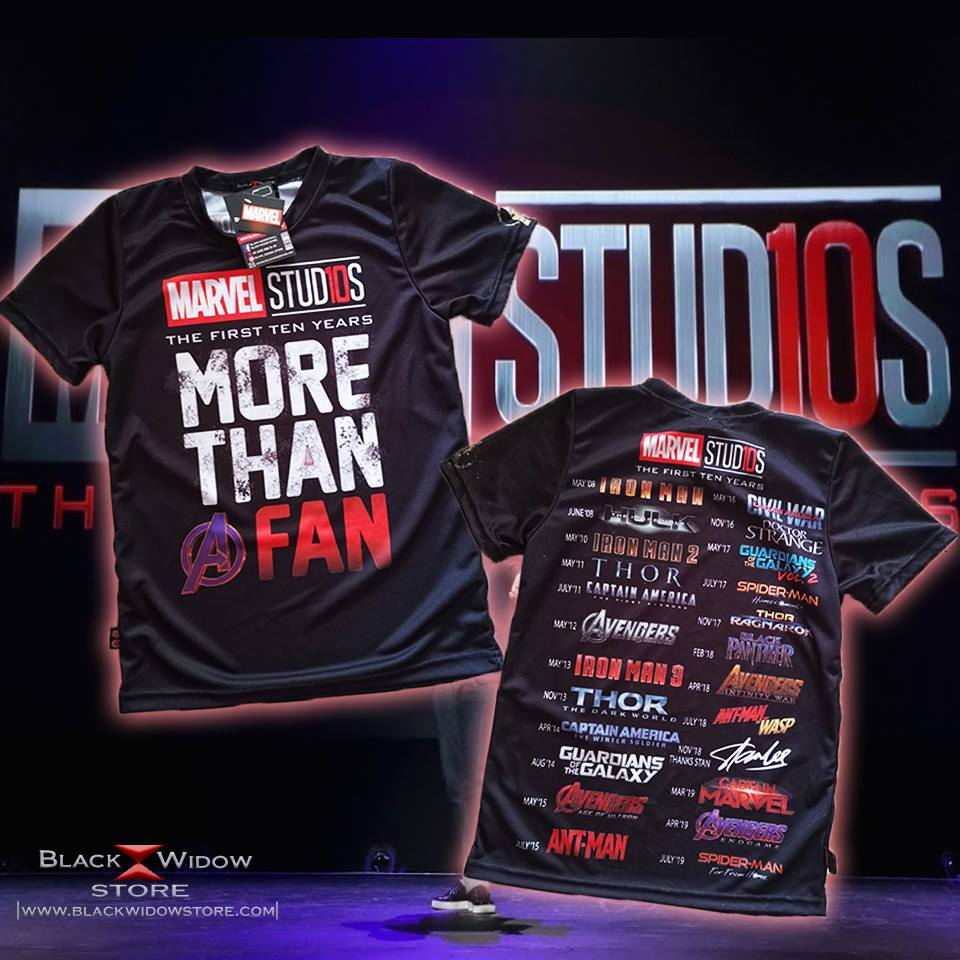 MARVEL
MARVEL STUD10S
THE FIRST TEN YEARS
MORE
THAN
A FAN
STUD10S
TH
S
MARVEL STUD10S
THE FIRST TEN YEARS
MAY'08 IRON MAN
JUNE'08 HULK
MAY'10 IRON MAN 2
MAY'11 THOR
JULY'11 CAPTAIN AMERICA
MAY'12 AVENGERS
MAY'13 IRON MAN 3
NOV'13 THOR
THE DARK WORLD
APR'14 CAPTAIN AMERICA
THE WINTER SOLDIER
AUG'14 GUARDIANS
OF THE GALAXY
MAY'15 AVENGERS
AGE OF ULTRON
JULY'15 ANT-MAN
MAY'16 CIVIL WAR
NOV'16 DOCTOR
STRANGE
MAY'17 GUARDIANS
OF THE GALAXY
VOL. 2
JULY'17 SPIDER-MAN
Homecoming
NOV'17 THOR
RAGNAROK
FEB'18 BLACK
PANTHER
APR'18 AVENGERS
INFINITY WAR
JULY'18 ANT-MAN
WASP
NOV'18
THANKS STAN Stan Lee
MAR'19 CAPTAIN
MARVEL
APR'19 AVENGERS
ENDGAME
JULY'19 SPIDER-MAN
Far From Home
BLACK WIDOW
STORE
|WWW.BLACKWIDOWSTORE.COM|